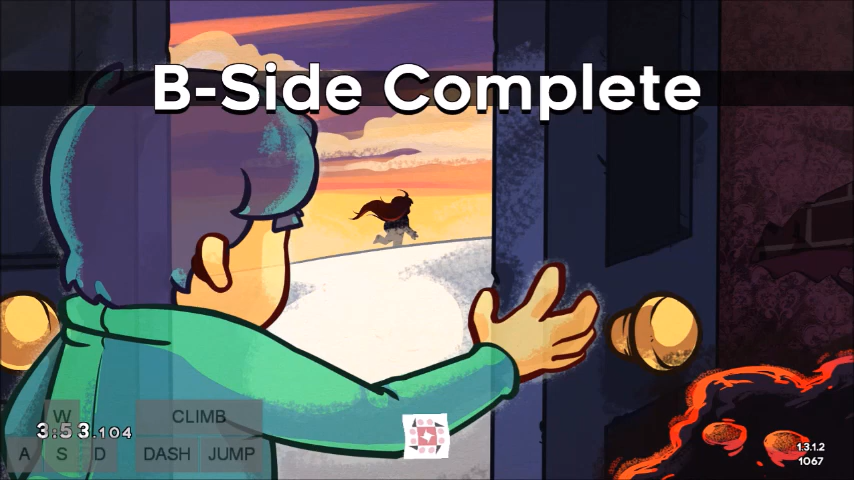 B-Side Complete
W
CLIMB
3:53.104
A S D DASH JUMP
1.3.1.2
1067